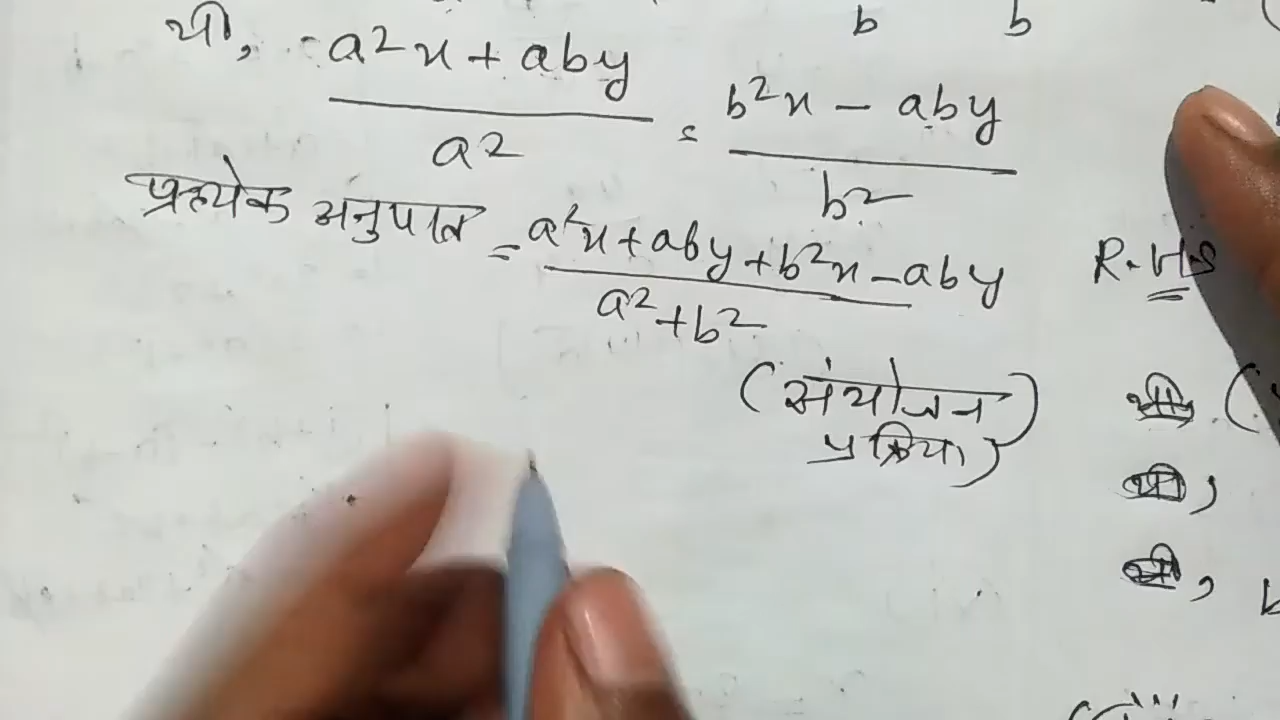 b b
यी, a²x + aby / a² = b²x - aby / b²
प्रत्येक अनुपात = a²x + aby + b²x - aby / a² + b²
R.H.S
(संयोजन
प्रक्रिया)